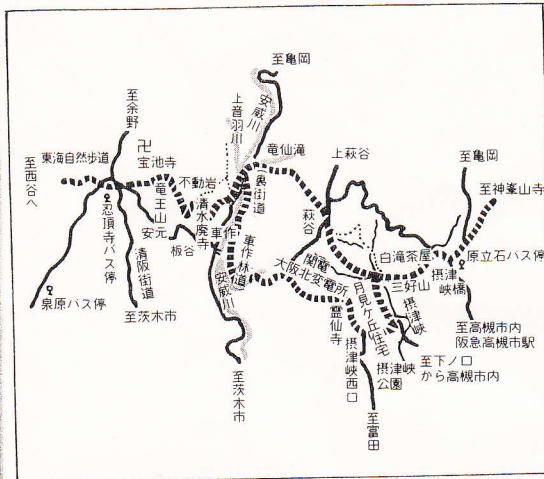 至亀岡
安威川
上音羽川
至余野
卍
宝池寺
東海自然歩道
至西谷へ
竜王山
不動岩
清水廃寺
車作
安元
板谷
忍頂寺バス停
清阪街道
泉原バス停
至茨木市
安威川
至茨木市
竜仙滝
車作林道
上萩谷
萩谷
至亀岡
至神峯山寺
白滝茶屋
原立石バス停
摂津峡橋
三好山
関電
大阪北変電所
月見ケ丘住宅
霊仙寺
摂津峡西口
摂津峡
摂津峡公園
至下ノ口
から高槻市内
至高槻市内
阪急高槻市駅
至富田